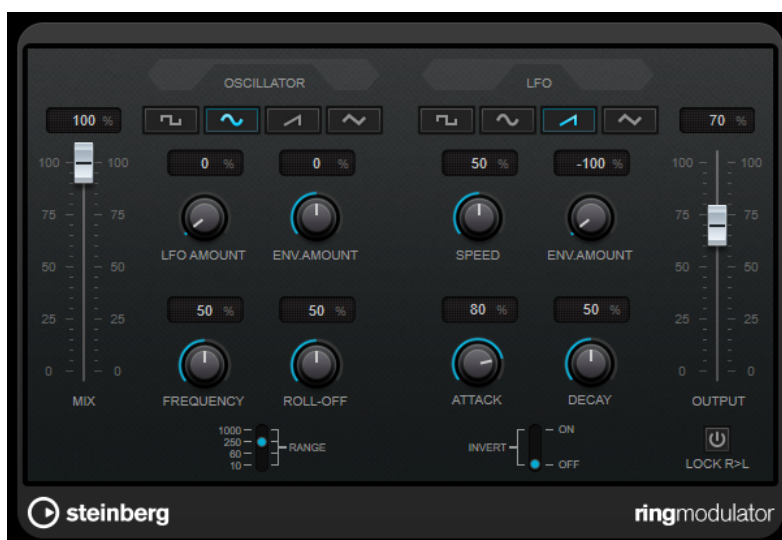 OSCILLATOR LFO
100 % 70 %
0 % 0 % 50 % -100 %
100 100 100 100
75 75 75 75
LFO AMOUNT ENV.AMOUNT SPEED ENV.AMOUNT
50 50 50 50
50 % 50 % 80 % 50 %
25 25 25 25
0 0 0 0
MIX FREQUENCY ROLL-OFF ATTACK DECAY OUTPUT
1000 ON
250 RANGE INVERT
60
10 OFF LOCK R>L
steinberg ringmodulator